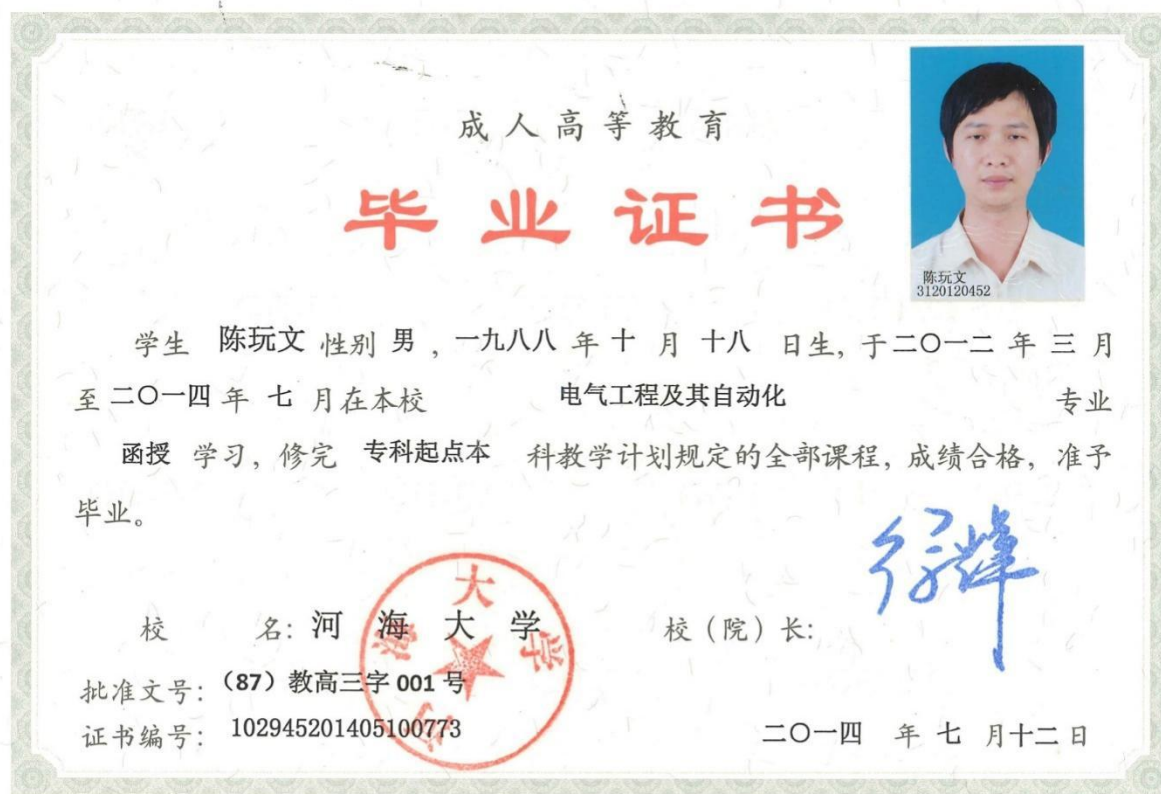 成人高等教育
毕业证书
陈玩文
3120120452
学生 陈玩文 性别 男 ，一九八八 年 十 月 十八 日生，于二〇一二 年 三 月
至 二〇一四 年 七 月在本校 电气工程及其自动化 专业
函授 学习，修完 专科起点本 科教学计划规定的全部课程，成绩合格，准予
毕业。
校 名：河 海 大 学 校（院）长：
河海大学
批准文号：（87）教高三字 001 号
证书编号：102945201405100773
二〇一四 年 七 月十二日